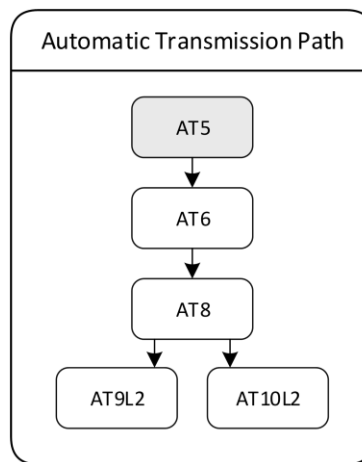 Automatic Transmission Path
AT5
AT6
AT8
AT9L2
AT10L2